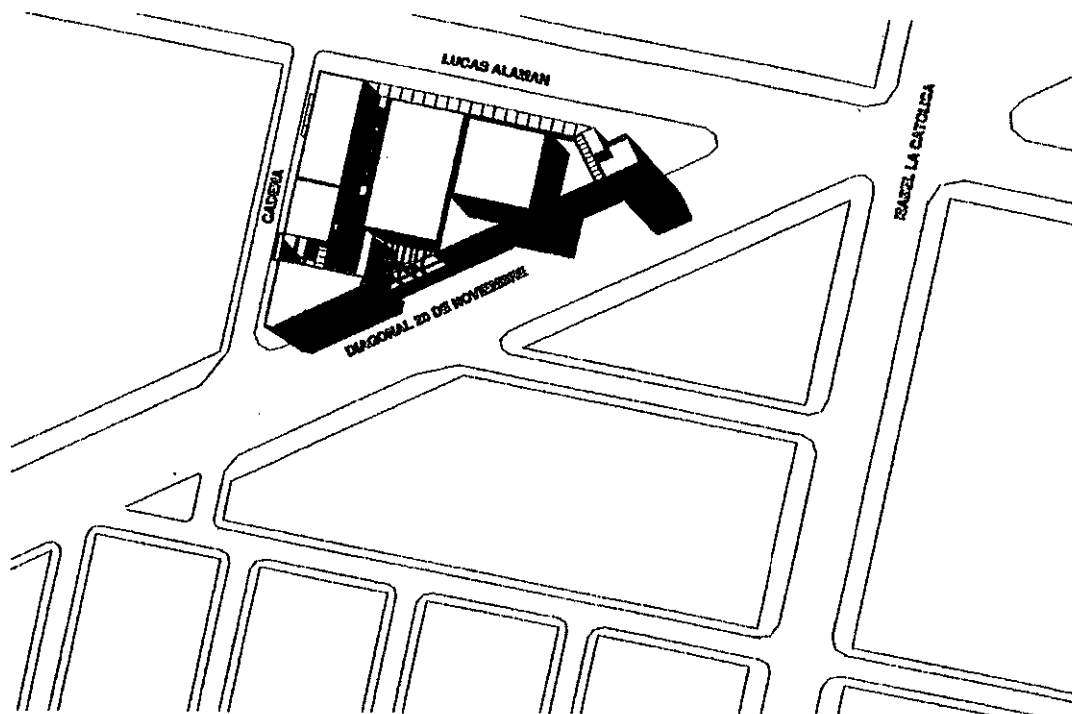 LUCAS ALAMAN
ISABEL LA CATOLICA
CADENA
DIAGONAL 20 DE NOVIEMBRE